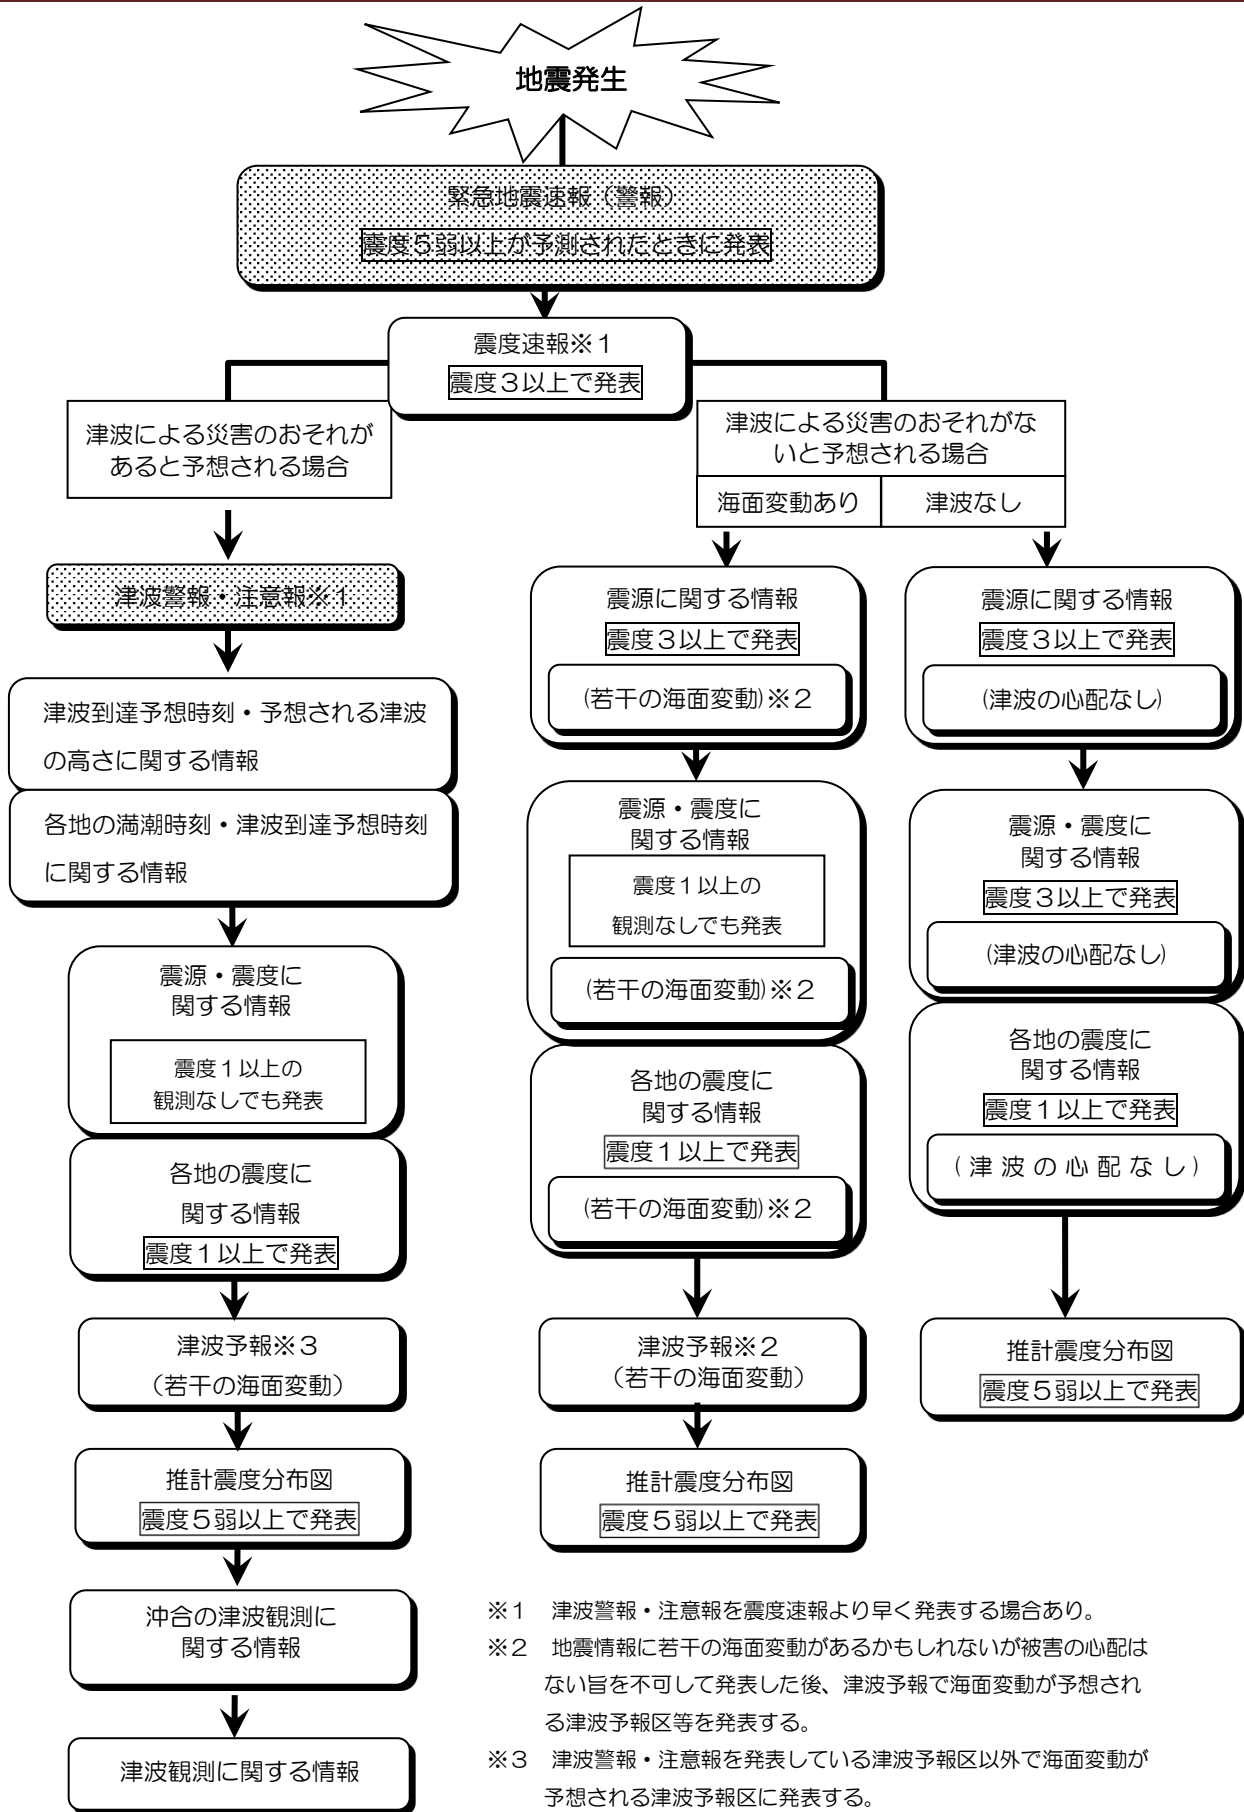 地震発生
緊急地震速報（警報）
震度５弱以上が予測されたときに発表
震度速報※１
震度３以上で発表
津波による災害のおそれが
あると予想される場合
津波警報・注意報※１
津波到達予想時刻・予想される津波
の高さに関する情報
各地の満潮時刻・津波到達予想時刻
に関する情報
震源・震度に
関する情報
震度１以上の
観測なしでも発表
各地の震度に
関する情報
震度１以上で発表
津波予報※３
（若干の海面変動）
推計震度分布図
震度５弱以上で発表
沖合の津波観測に
関する情報
津波観測に関する情報
津波による災害のおそれがな
いと予想される場合
海面変動あり
津波なし
震源に関する情報
震度３以上で発表
(若干の海面変動)※２
震源・震度に
関する情報
震度１以上の
観測なしでも発表
(若干の海面変動)※２
各地の震度に
関する情報
震度１以上で発表
(若干の海面変動)※２
津波予報※２
（若干の海面変動）
推計震度分布図
震度５弱以上で発表
震源に関する情報
震度３以上で発表
(津波の心配なし)
震源・震度に
関する情報
震度３以上で発表
(津波の心配なし)
各地の震度に
関する情報
震度１以上で発表
(津波の心配なし)
推計震度分布図
震度５弱以上で発表
※１　津波警報・注意報を震度速報より早く発表する場合あり。
※２　地震情報に若干の海面変動があるかもしれないが被害の心配は
ない旨を不可して発表した後、津波予報で海面変動が予想され
る津波予報区等を発表する。
※３　津波警報・注意報を発表している津波予報区以外で海面変動が
予想される津波予報区に発表する。